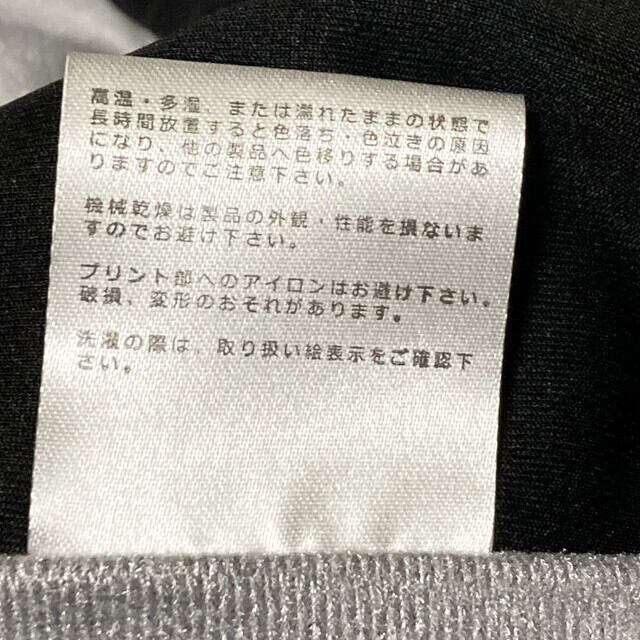 高温・多湿、または濡れたままの状態で
長時間放置すると色落ち・色泣きの原因
になり、他の製品へ色移りする場合があ
りますのでご注意下さい。
機械乾燥は製品の外観・性能を損ないま
すのでお避け下さい。
プリント部へのアイロンはお避け下さい。
破損、変形のおそれがあります。
洗濯の際は、取り扱い絵表示をご確認下
さい。